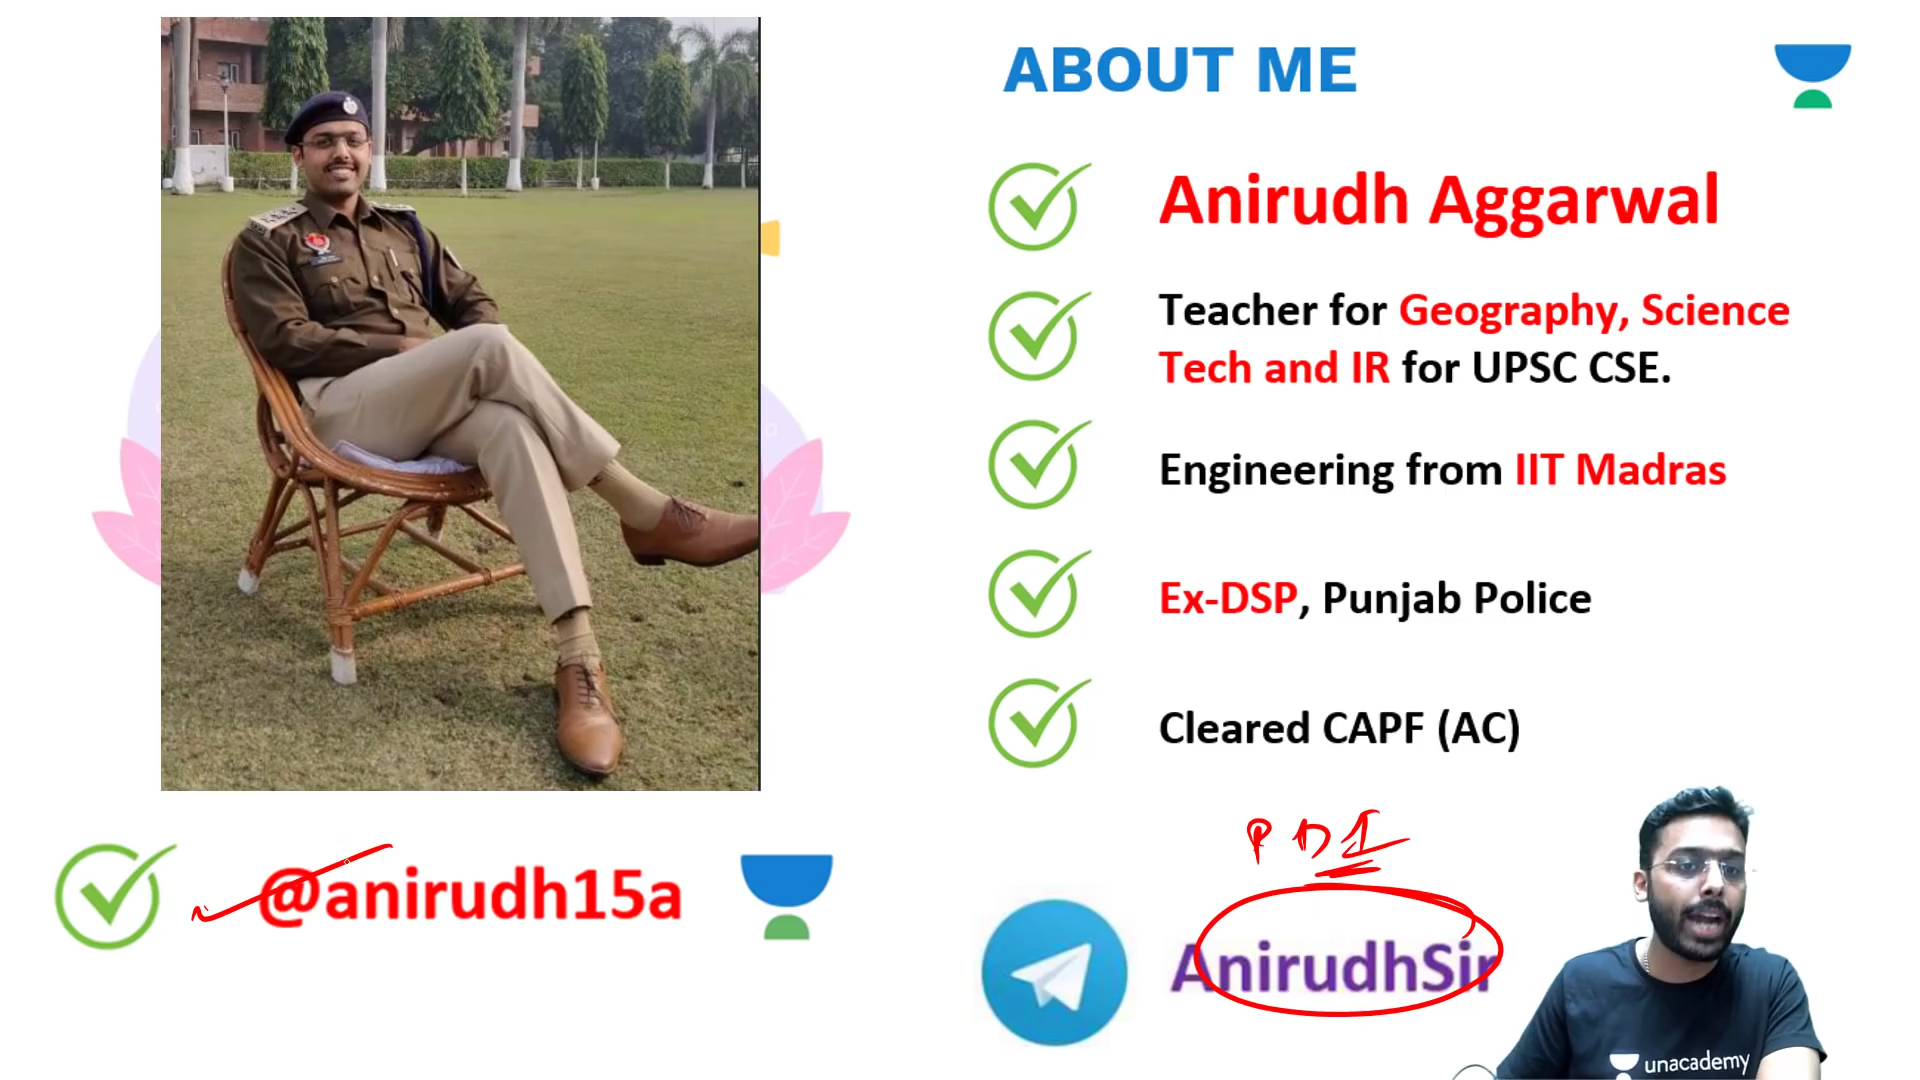 ABOUT ME
Anirudh Aggarwal
Teacher for Geography, Science
Tech and IR for UPSC CSE.
Engineering from IIT Madras
Ex-DSP, Punjab Police
Cleared CAPF (AC)
@anirudh15a
AnirudhSir
unacademy